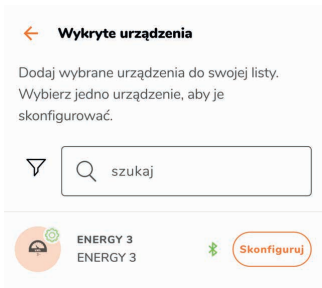 Wykryte urządzenia
Dodaj wybrane urządzenia do swojej listy.
Wybierz jedno urządzenie, aby je
skonfigurować.
szukaj
ENERGY 3
ENERGY 3
Skonfiguruj